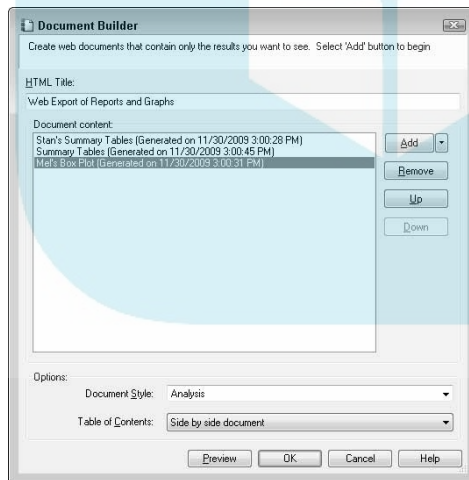 Document Builder
Create web documents that contain only the results you want to see. Select 'Add' button to begin
HTML Title:
Web Export of Reports and Graphs
Document content:
Stan's Summary Tables (Generated on 11/30/2009 3:00:28 PM)
Summary Tables (Generated on 11/30/2009 3:00:45 PM)
Mel's Box Plot (Generated on 11/30/2009 3:00:31 PM)
Add
Remove
Up
Down
Options:
Document Style: Analysis
Table of Contents: Side by side document
Preview OK Cancel Help